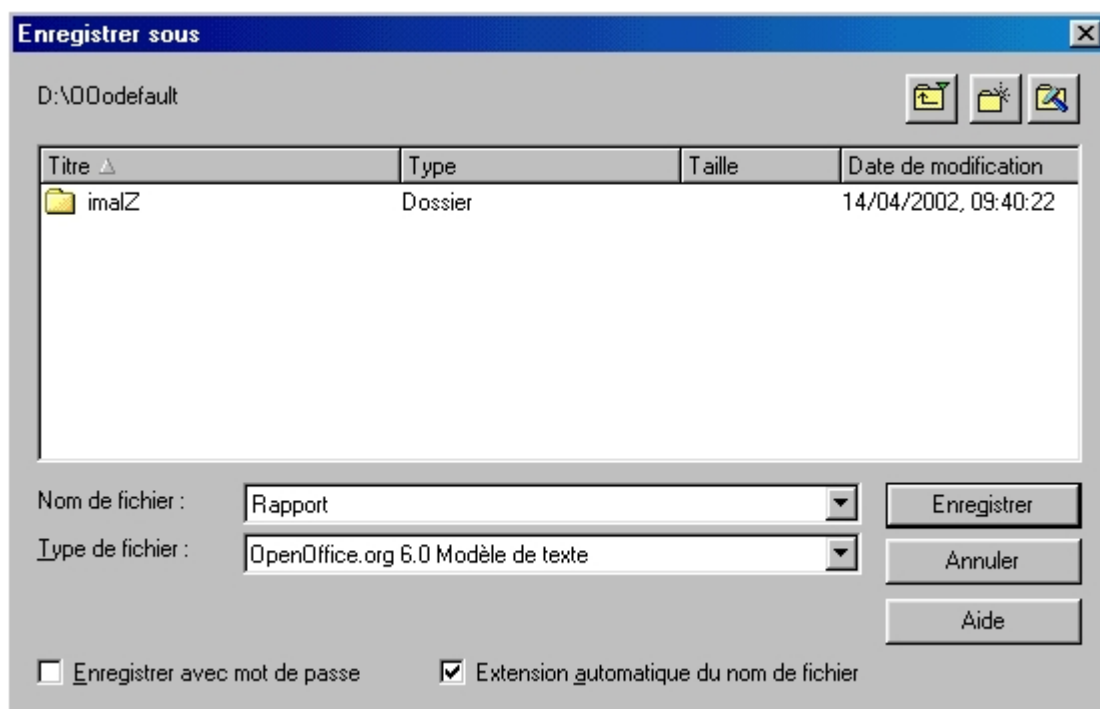 Enregistrer sous
D:\OOodefault
Titre Type Taille Date de modification
imalZ Dossier 14/04/2002, 09:40:22
Nom de fichier : Rapport Enregistrer
Type de fichier : OpenOffice.org 6.0 Modèle de texte Annuler
Aide
Enregistrer avec mot de passe Extension automatique du nom de fichier